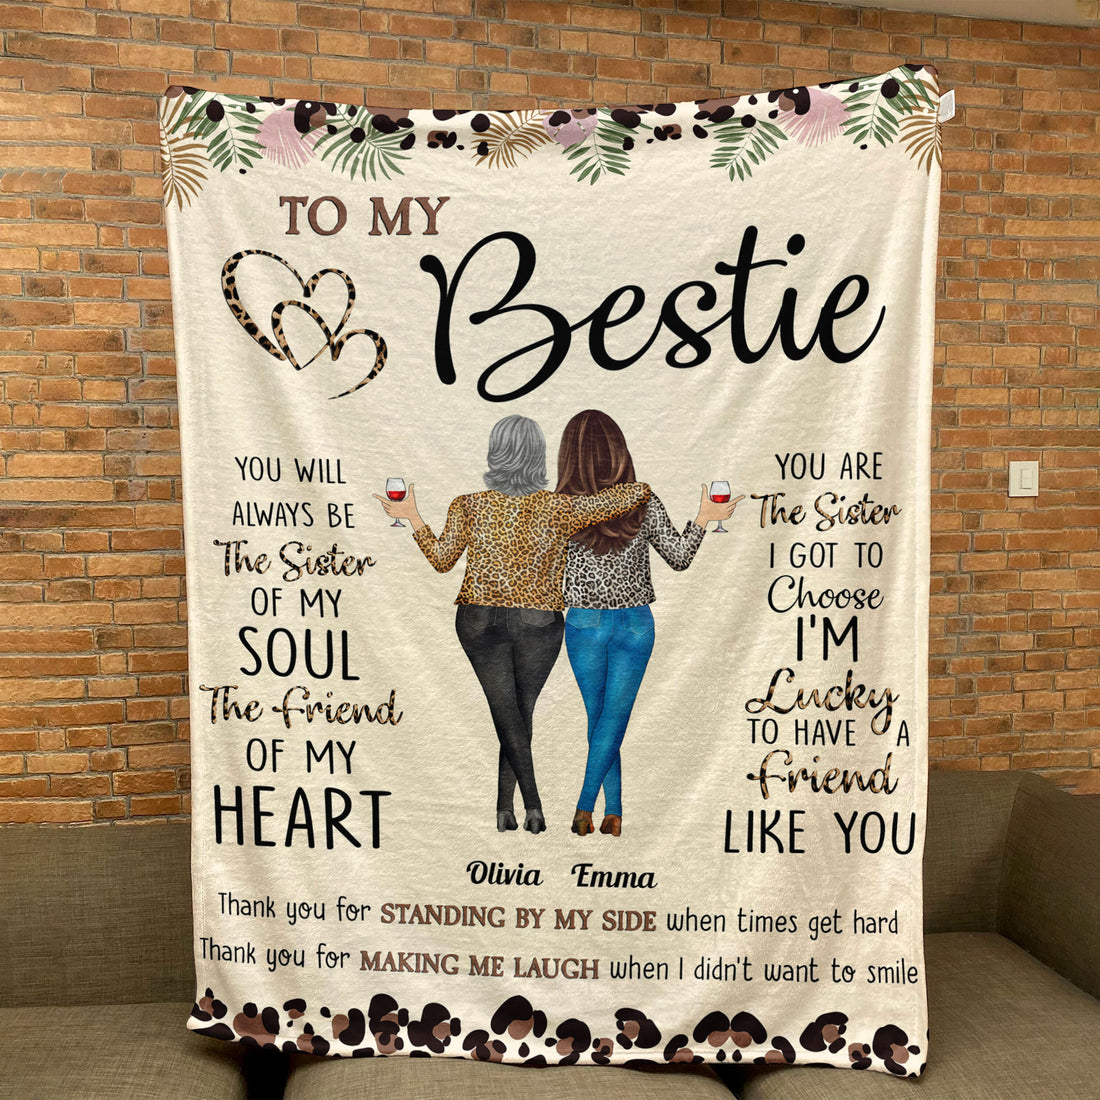 TO MY
Bestie
YOU WILL
ALWAYS BE
The Sister
OF MY
SOUL
The Friend
OF MY
HEART
YOU ARE
The Sister
I GOT TO
Choose
I'M
Lucky
TO HAVE A
Friend
LIKE YOU
Olivia Emma
Thank you for STANDING BY MY SIDE when times get hard
Thank you for MAKING ME LAUGH when I didn't want to smile